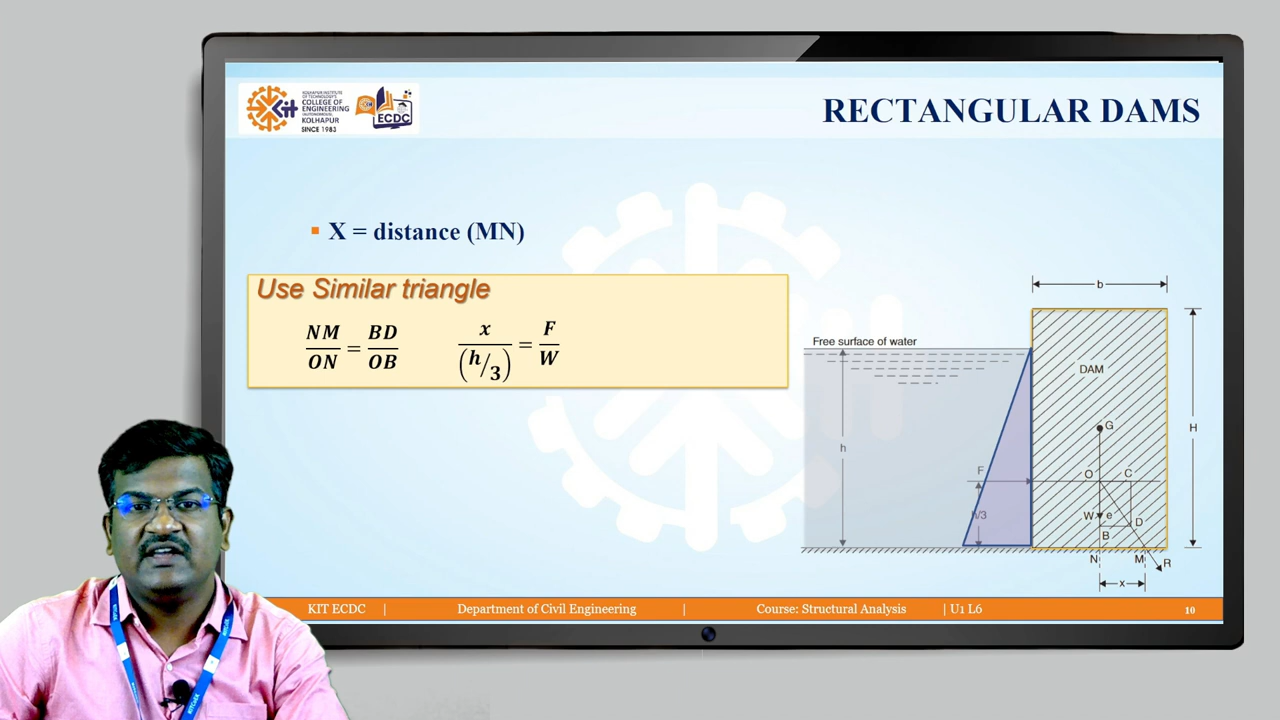 KOLHAPUR INSTITUTE
OF TECHNOLOGY'S
COLLEGE OF
ENGINEERING
(AUTONOMOUS),
KOLHAPUR
SINCE 1983
Kit
KIT
ECDC
RECTANGULAR DAMS
▪ X = distance (MN)
Use Similar triangle
NM/ON = BD/OB   x/(h/3) = F/W
b
Free surface of water
DAM
G
H
h
F
O C
h/3
W e
D
B
N M
R
x
KIT ECDC | Department of Civil Engineering | Course: Structural Analysis | U1 L6 10